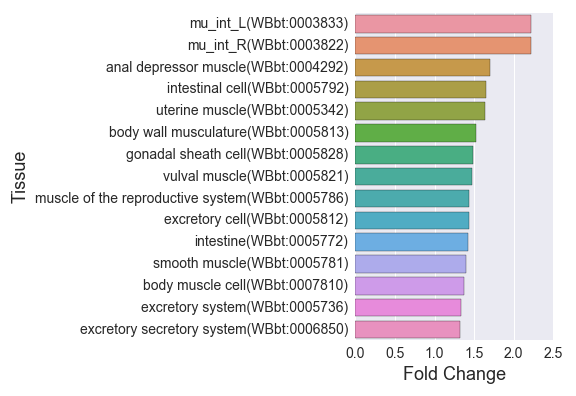 mu_int_L(WBbt:0003833)
mu_int_R(WBbt:0003822)
anal depressor muscle(WBbt:0004292)
intestinal cell(WBbt:0005792)
uterine muscle(WBbt:0005342)
body wall musculature(WBbt:0005813)
gonadal sheath cell(WBbt:0005828)
vulval muscle(WBbt:0005821)
muscle of the reproductive system(WBbt:0005786)
excretory cell(WBbt:0005812)
intestine(WBbt:0005772)
smooth muscle(WBbt:0005781)
body muscle cell(WBbt:0007810)
excretory system(WBbt:0005736)
excretory secretory system(WBbt:0006850)
Tissue
0.0 0.5 1.0 1.5 2.0 2.5
Fold Change